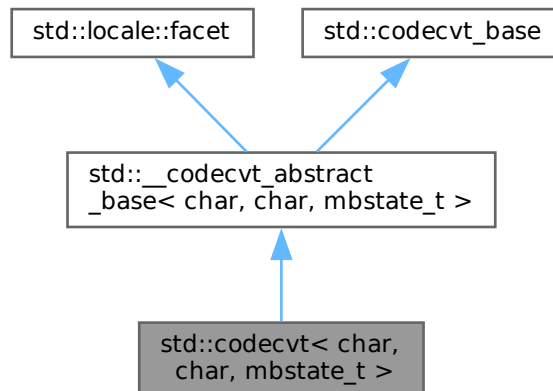 std::locale::facet
std::codecvt_base
std::__codecvt_abstract
_base< char, char, mbstate_t >
std::codecvt< char,
char, mbstate_t >